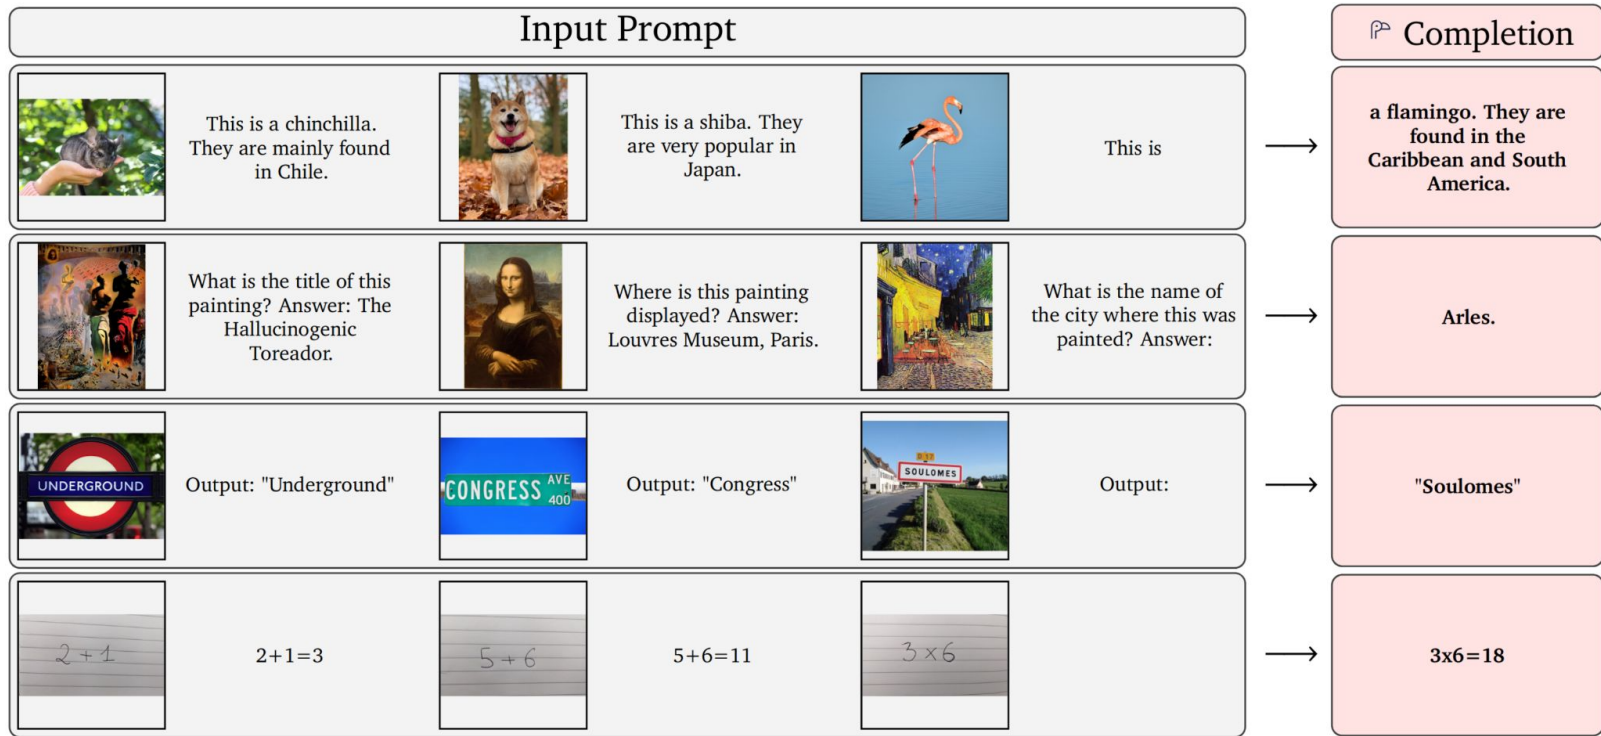 Input Prompt
Completion
This is a chinchilla.
They are mainly found
in Chile.
This is a shiba. They
are very popular in
Japan.
This is
a flamingo. They are
found in the
Caribbean and South
America.
What is the title of this
painting? Answer: The
Hallucinogenic
Toreador.
Where is this painting
displayed? Answer:
Louvres Museum, Paris.
What is the name of
the city where this was
painted? Answer:
Arles.
UNDERGROUND
Output: "Underground"
CONGRESS AVE
400
Output: "Congress"
SOULOMES
Output:
"Soulomes"
2+1
2+1=3
5+6
5+6=11
3x6
3x6=18